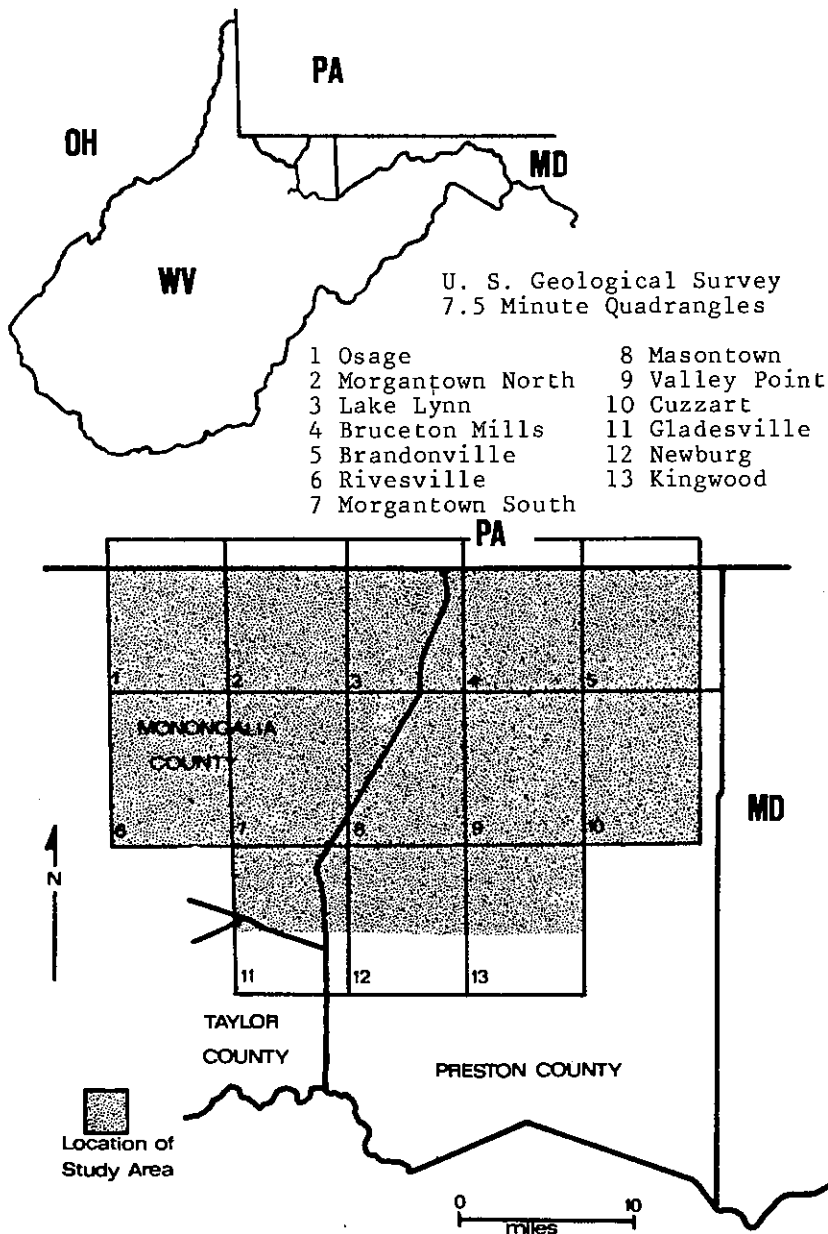 PA
OH
MD
WV
U. S. Geological Survey
7.5 Minute Quadrangles
1 Osage
2 Morgantown North
3 Lake Lynn
4 Bruceton Mills
5 Brandonville
6 Rivesville
7 Morgantown South
8 Masontown
9 Valley Point
10 Cuzzart
11 Gladesville
12 Newburg
13 Kingwood
PA
1
2
3
4
5
MONONGALIA
COUNTY
6
7
8
9
10
MD
N
11
12
13
TAYLOR
COUNTY
PRESTON COUNTY
Location of
Study Area
0
10
miles